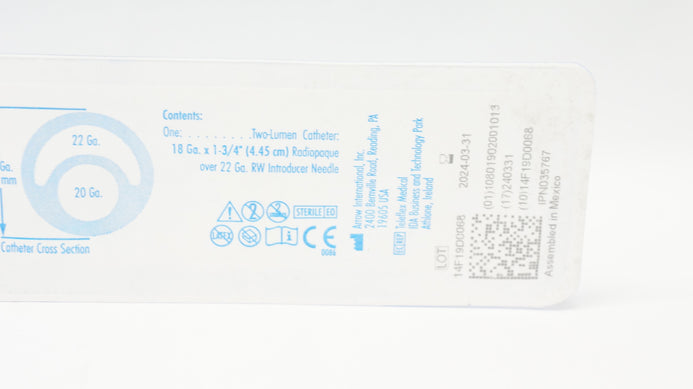 22 Ga.
20 Ga.
Ga.
mm
Catheter Cross Section
Contents:
One: . . . . . . . . Two-Lumen Catheter:
18 Ga. x 1-3/4" (4.45 cm) Radiopaque
over 22 Ga. RW Introducer Needle
STERILE EO
LATEX
0086
Arrow International, Inc.
2400 Bernville Road, Reading, PA
19605 USA
EC REP Teleflex Medical
IDA Business and Technology Park
Athlone, Ireland
LOT
14F19D0068
2024-03-31
(01)10801902001013
(17)240331
(10)14F19D0068
IPN035767
Assembled in Mexico